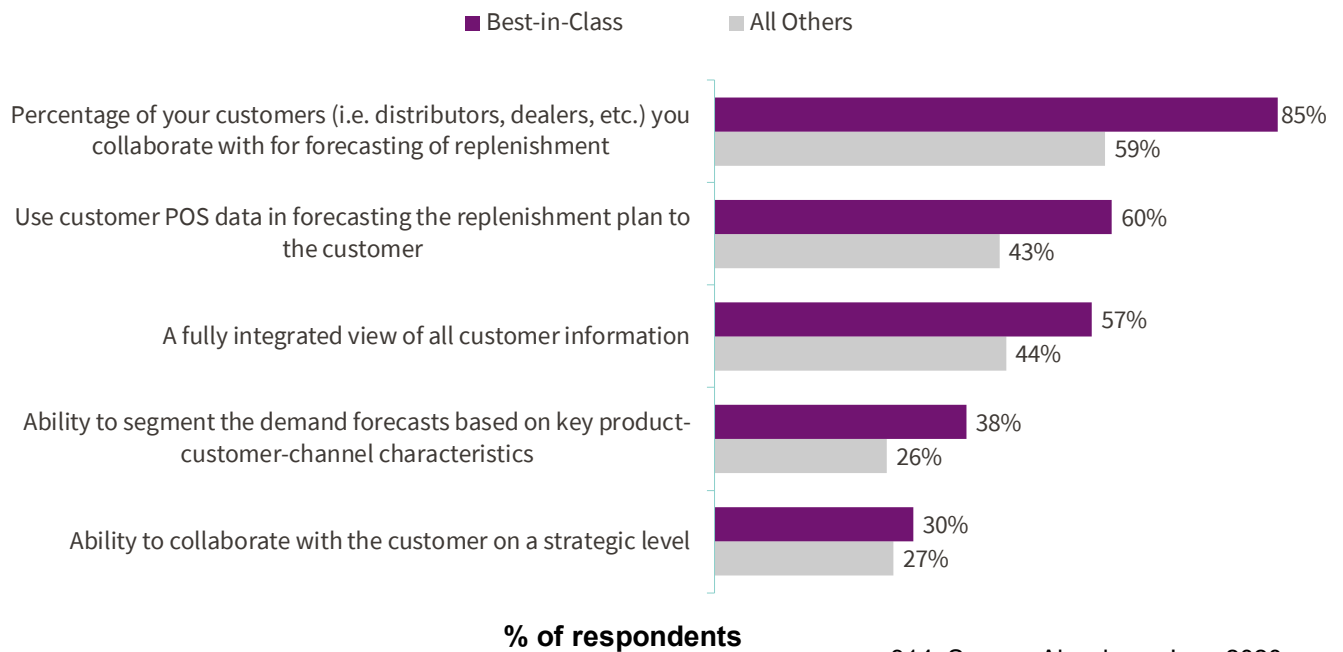 Best-in-Class
All Others
Percentage of your customers (i.e. distributors, dealers, etc.) you
collaborate with for forecasting of replenishment
85%
59%
Use customer POS data in forecasting the replenishment plan to
the customer
60%
43%
A fully integrated view of all customer information
57%
44%
Ability to segment the demand forecasts based on key product-
customer-channel characteristics
38%
26%
Ability to collaborate with the customer on a strategic level
30%
27%
% of respondents